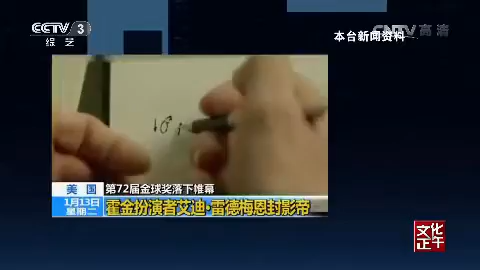 CCTV 3
综艺
CNTV 高清
本台新闻资料
10
美国
第72届金球奖落下帷幕
1月13日
星期二
霍金扮演者艾迪·雷德梅恩封影帝
文化
正午